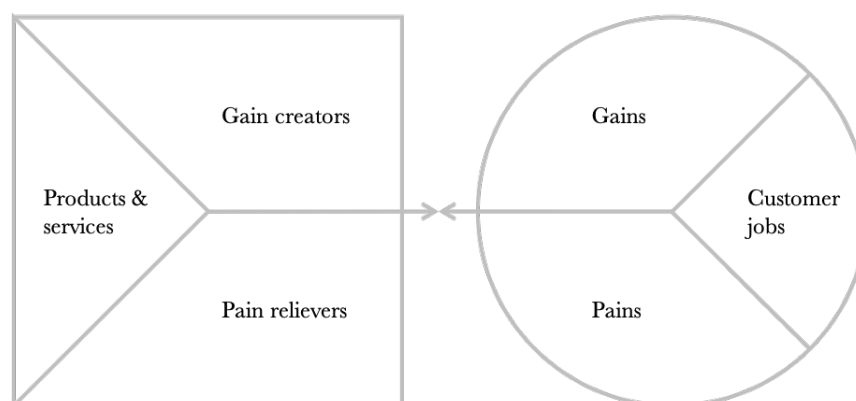 Gain creators
Gains
Products &
services
Customer
jobs
Pain relievers
Pains